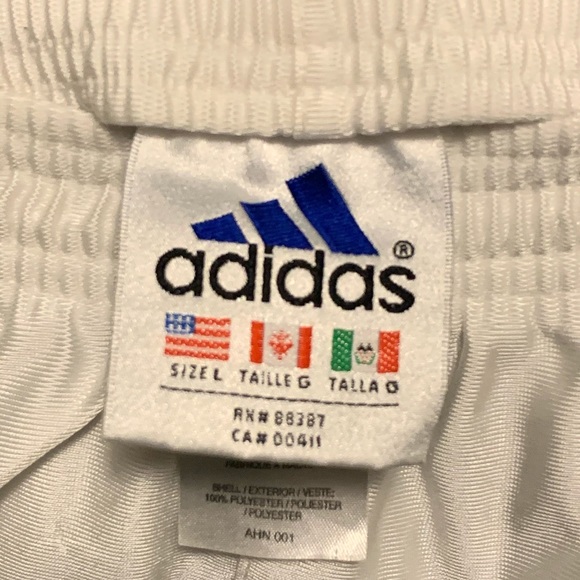 adidas®
SIZE L TAILLE G TALLA G
RN# 88387
CA# 00411
SHELL / EXTERIOR / VESTE:
100% POLYESTER / POLIESTER
/ POLYESTER
AHN 001